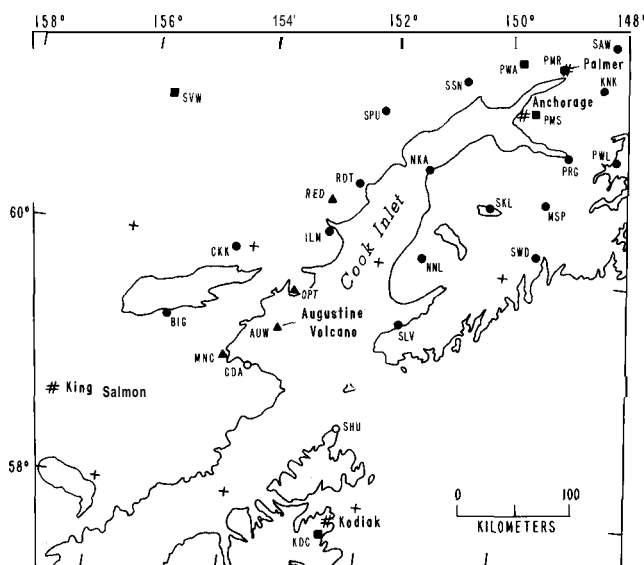 158° 156° 154° 152° 150° 148°
SAW
PWA PMR # Palmer
SVW SSN KNK
SPU Anchorage
# PMS
NKA PRG PWL
RDT
RED
SKL MSP
60°
ILM
Cook Inlet
CKK
NNL SWD
OPT
BIG
Augustine
AUW Volcano
SLV
MNC
CDA
# King Salmon
SHU
58°
0 100
KILOMETERS
# Kodiak
KDC